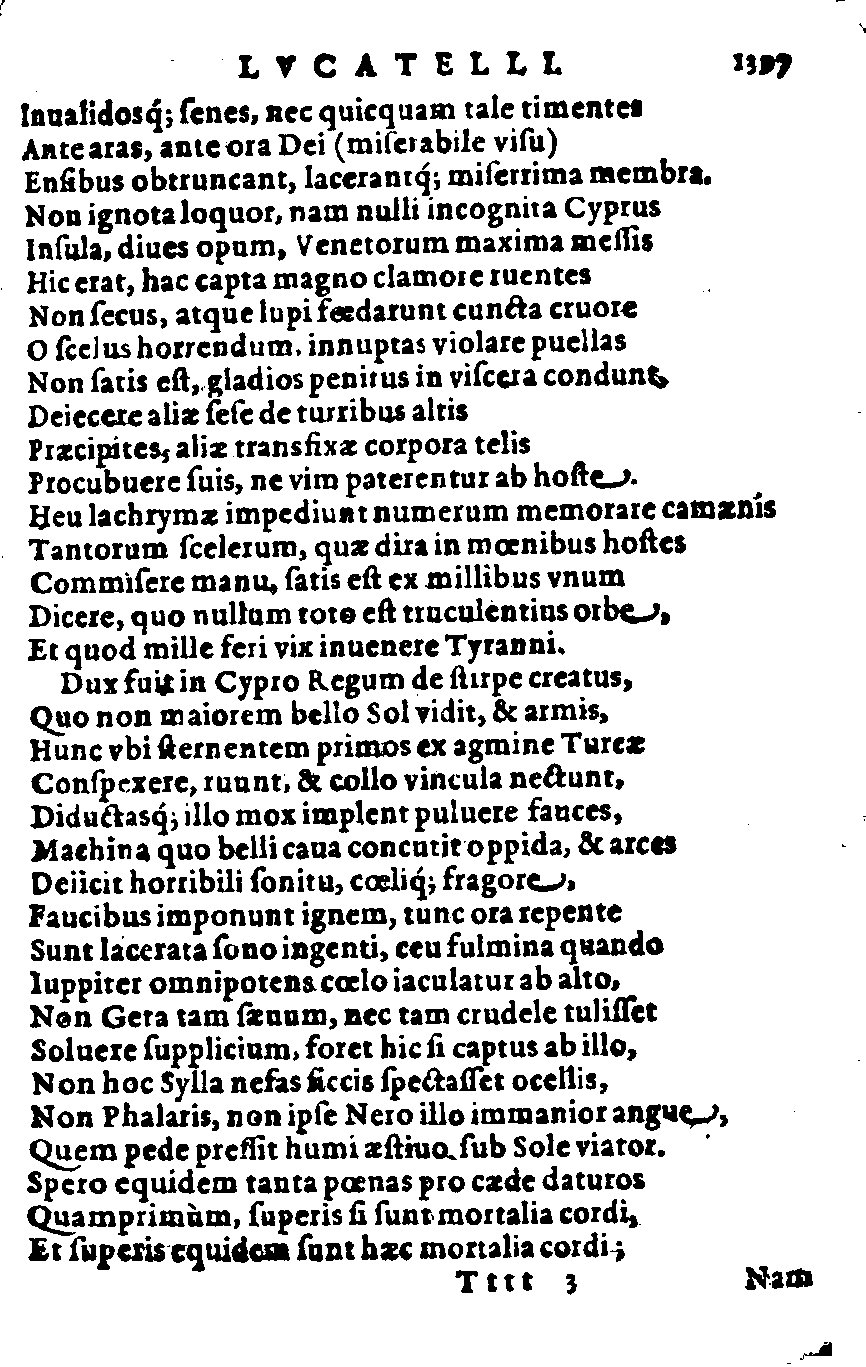 LVCATELLI. 1397
Inualidosq́; ſenes, nec quicquam tale timentes
Ante aras, ante ora Dei (miſerabile viſu)
Enſibus obtruncant, lacerantq́; miſerrima membra.
Non ignota loquor, nam nulli incognita Cyprus
Inſula, diues opum, Venetorum maxima meſſis
Hic erat, hac capta magno clamore ruentes
Non ſecus, atque lupi fœdarunt cuncta cruore
O ſcelus horrendum, innuptas violare puellas
Non ſatis eſt, gladios penitus in viſcera condunt,
Deiecere aliæ ſeſe de turribus altis
Præcipites, aliæ transfixæ corpora telis
Procubuere ſuis, ne vim paterentur ab hoſte.
Heu lachrymæ impediunt numerum memorare camænis
Tantorum ſcelerum, quæ dira in mœnibus hoſtes
Commiſere manu, ſatis eſt ex millibus vnum
Dicere, quo nullum toto eſt truculentius orbe,
Et quod mille feri vix inuenere Tyranni.
Dux fuit in Cypro Regum de ſtirpe creatus,
Quo non maiorem bello Sol vidit, & armis,
Hunc vbi ſternentem primos ex agmine Turcæ
Conſpexere, ruunt, & collo vincula nectunt,
Diductasq́; illo mox implent puluere fauces,
Machina quo belli caua concutit oppida, & arces
Deiicit horribili ſonitu, cœliq́; fragore,
Faucibus imponunt ignem, tunc ora repente
Sunt lacerata ſono ingenti, ceu fulmina quando
Iuppiter omnipotens cœlo iaculatur ab alto,
Non Geta tam ſæuum, nec tam crudele tuliſſet
Soluere ſupplicium, foret hic ſi captus ab illo,
Non hoc Sylla nefas ſiccis ſpectaſſet ocellis,
Non Phalaris, non ipſe Nero illo immanior angue,
Quem pede preſſit humi æſtiuo ſub Sole viator.
Spero equidem tanta pœnas pro cæde daturos
Quamprimùm, ſuperis ſi ſunt mortalia cordi,
Et ſuperis equidem ſunt hæc mortalia cordi;
Tttt 3 Nam